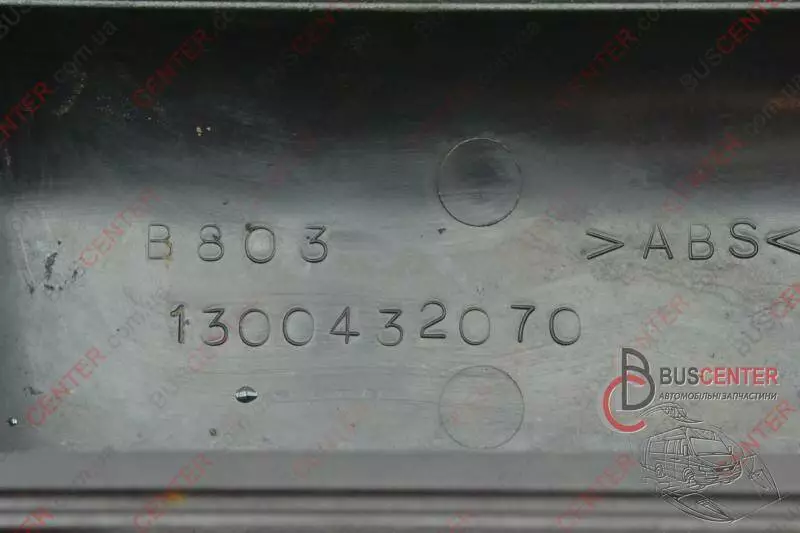 B803 >ABS<
1300432070
BUSCENTER
АВТОМОБІЛЬНІ ЗАПЧАСТИНИ